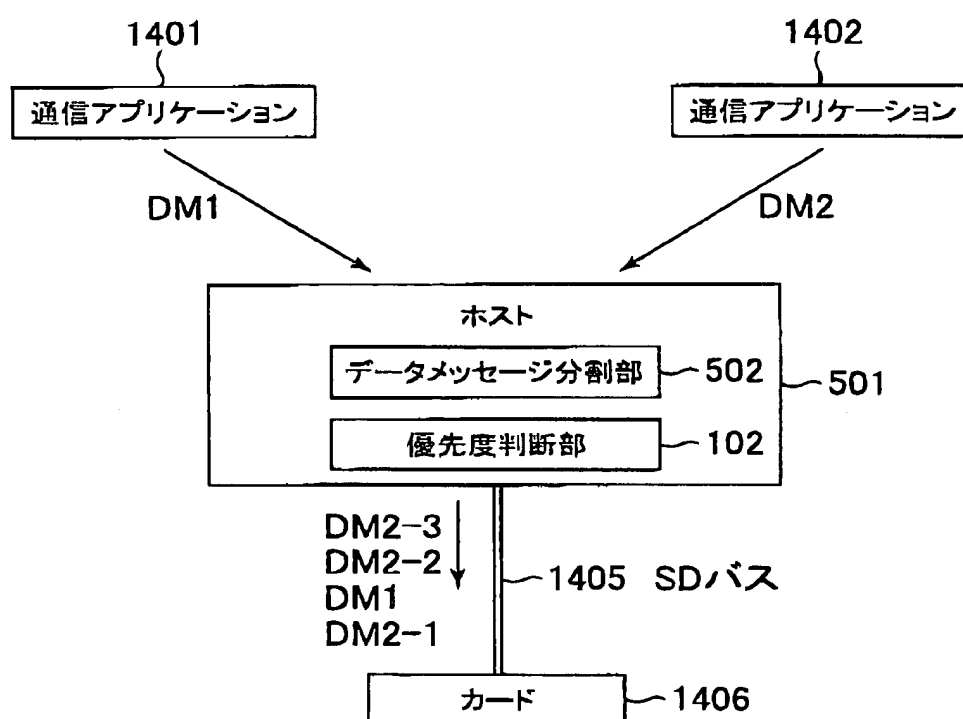 1401
1402
通信アプリケーション
通信アプリケーション
DM1
DM2
ホスト
データメッセージ分割部
502
501
優先度判断部
102
DM2-3
DM2-2
DM1
DM2-1
1405 SDバス
カード
1406